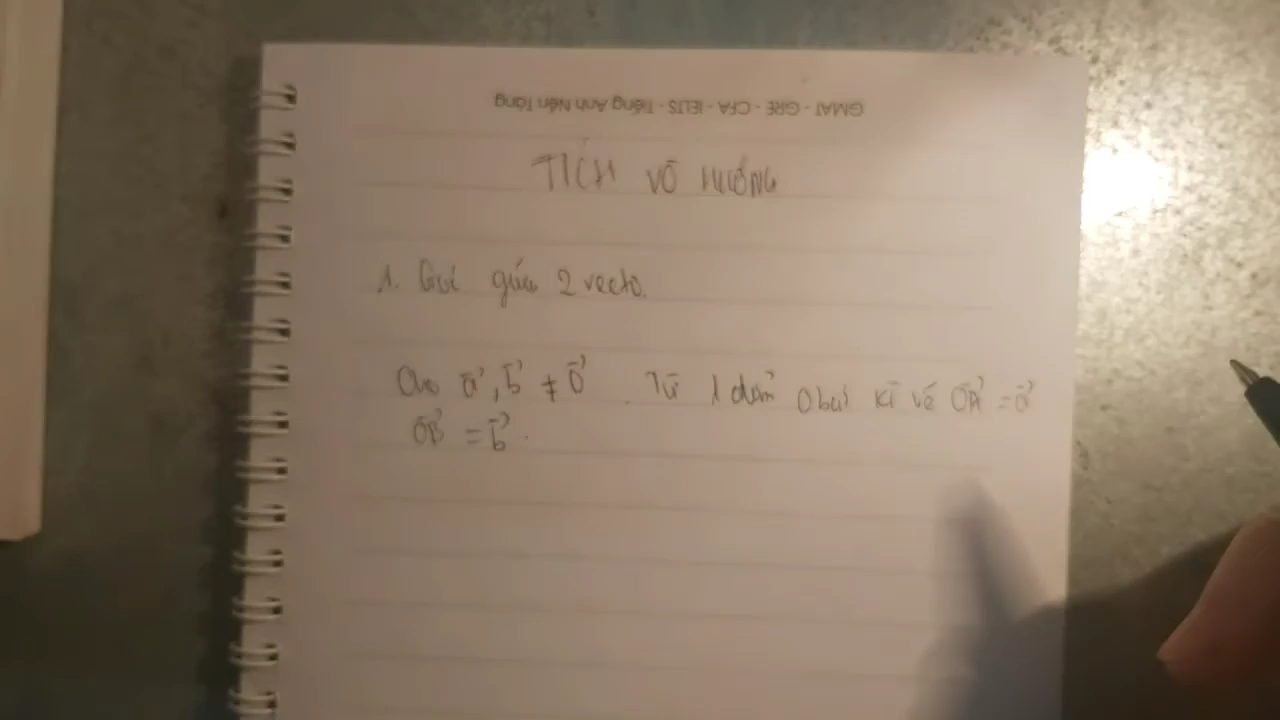 GMAT - GRE - CFA - IELTS - Tiếng Anh Nền Tảng
TÍCH VÔ HƯỚNG
1. Góc giữa 2 vectơ.
Cho a⃗, b⃗ ≠ 0⃗. Từ 1 điểm O bất kì vẽ OA⃗ = a⃗
OB⃗ = b⃗.